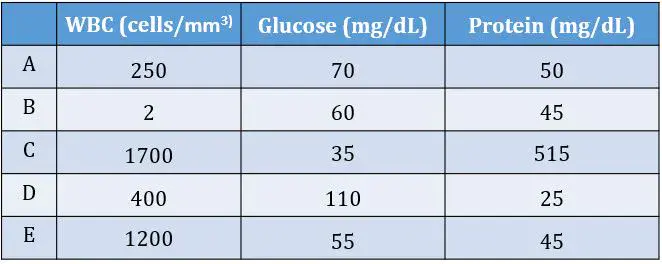 WBC (cells/mm³) Glucose (mg/dL) Protein (mg/dL)
A 250 70 50
B 2 60 45
C 1700 35 515
D 400 110 25
E 1200 55 45